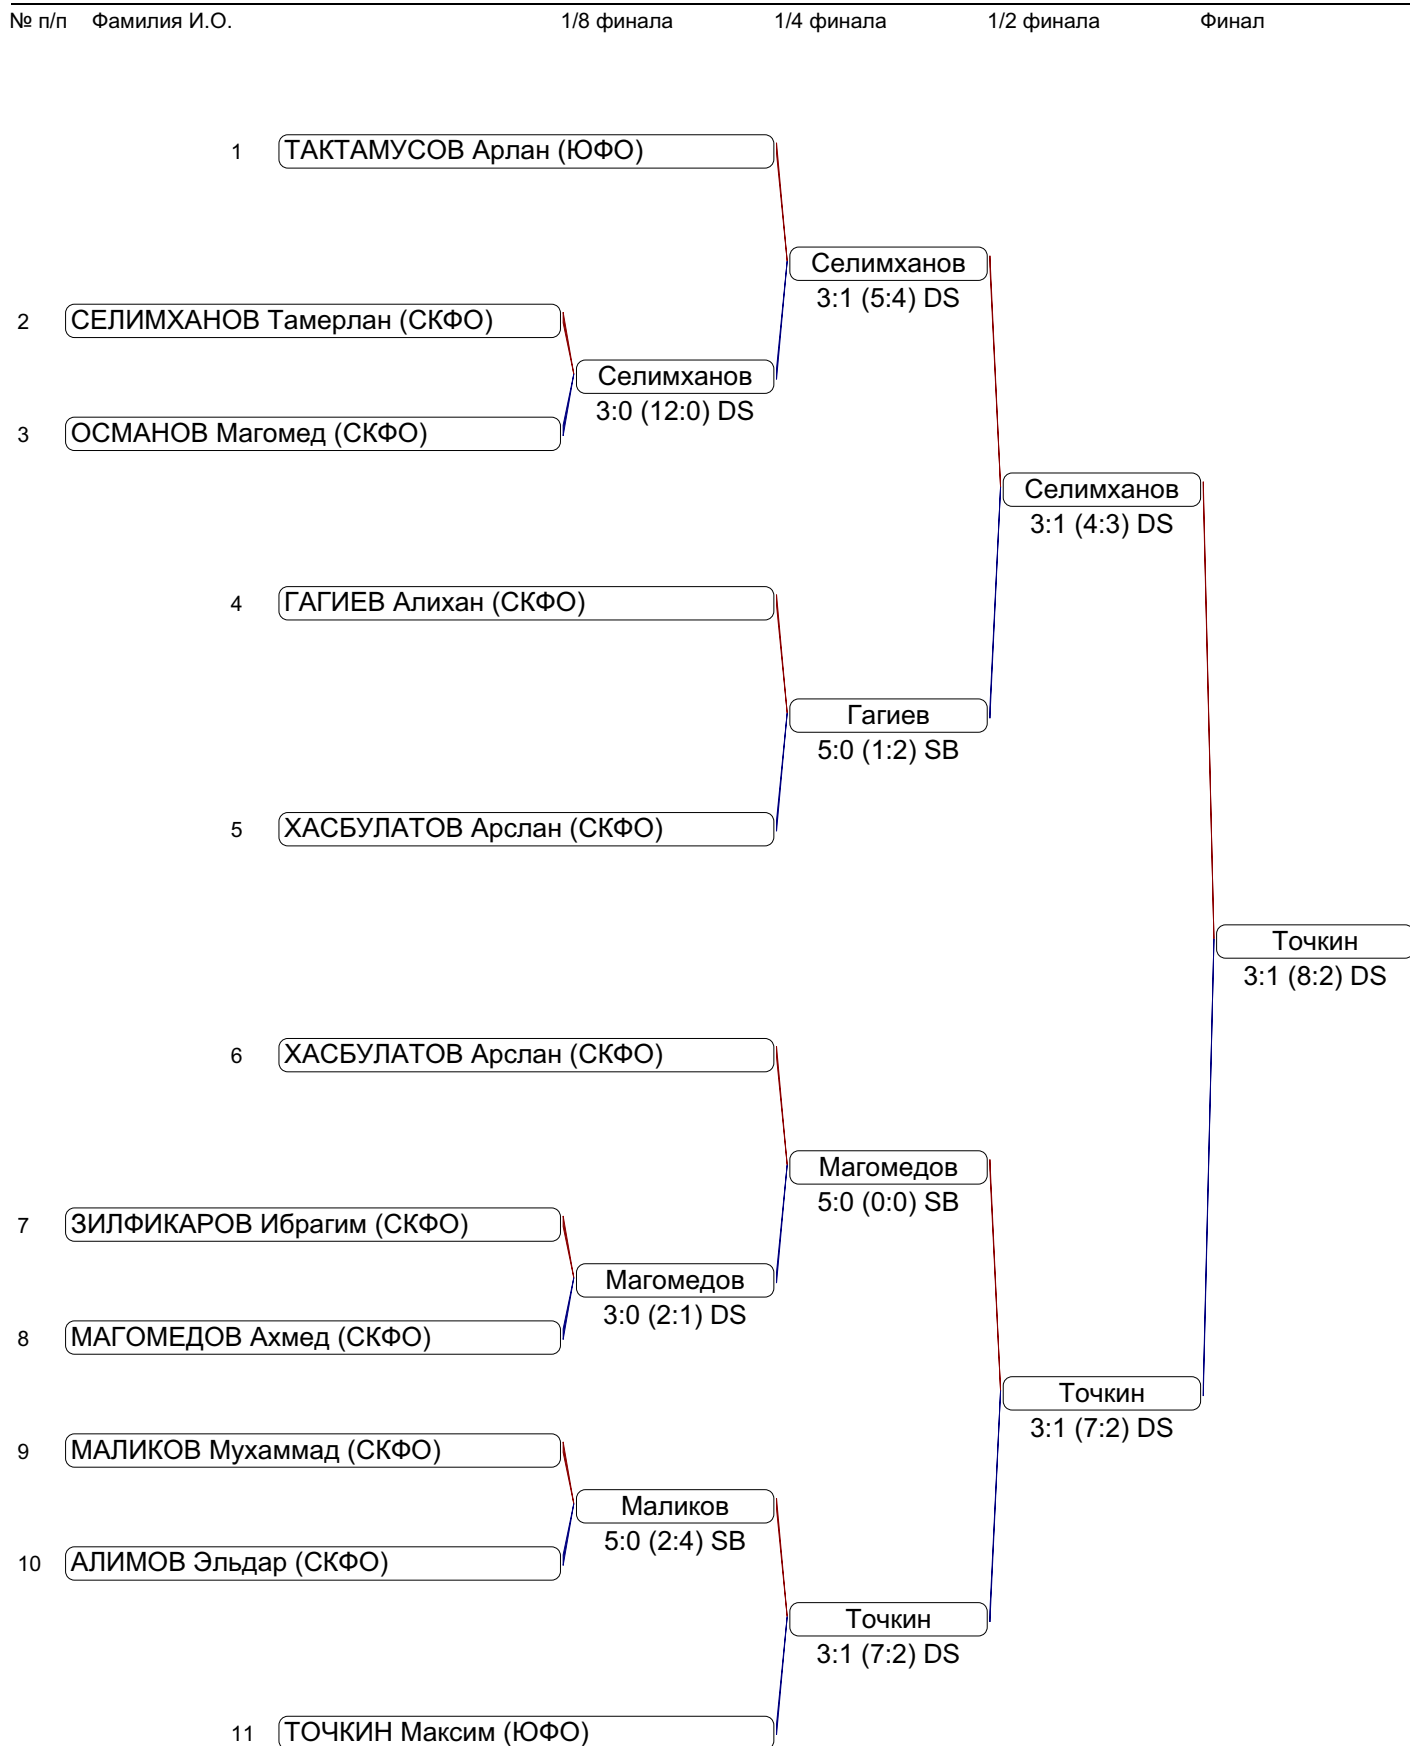 № п/п Фамилия И.О. 1/8 финала 1/4 финала 1/2 финала Финал
1 ТАКТАМУСОВ Арлан (ЮФО)
Селимханов
3:1 (5:4) DS
2 СЕЛИМХАНОВ Тамерлан (СКФО)
Селимханов
3:0 (12:0) DS
3 ОСМАНОВ Магомед (СКФО)
Селимханов
3:1 (4:3) DS
4 ГАГИЕВ Алихан (СКФО)
Гагиев
5:0 (1:2) SB
5 ХАСБУЛАТОВ Арслан (СКФО)
Точкин
3:1 (8:2) DS
6 ХАСБУЛАТОВ Арслан (СКФО)
Магомедов
5:0 (0:0) SB
7 ЗИЛФИКАРОВ Ибрагим (СКФО)
Магомедов
3:0 (2:1) DS
8 МАГОМЕДОВ Ахмед (СКФО)
Точкин
3:1 (7:2) DS
9 МАЛИКОВ Мухаммад (СКФО)
Маликов
5:0 (2:4) SB
10 АЛИМОВ Эльдар (СКФО)
Точкин
3:1 (7:2) DS
11 ТОЧКИН Максим (ЮФО)